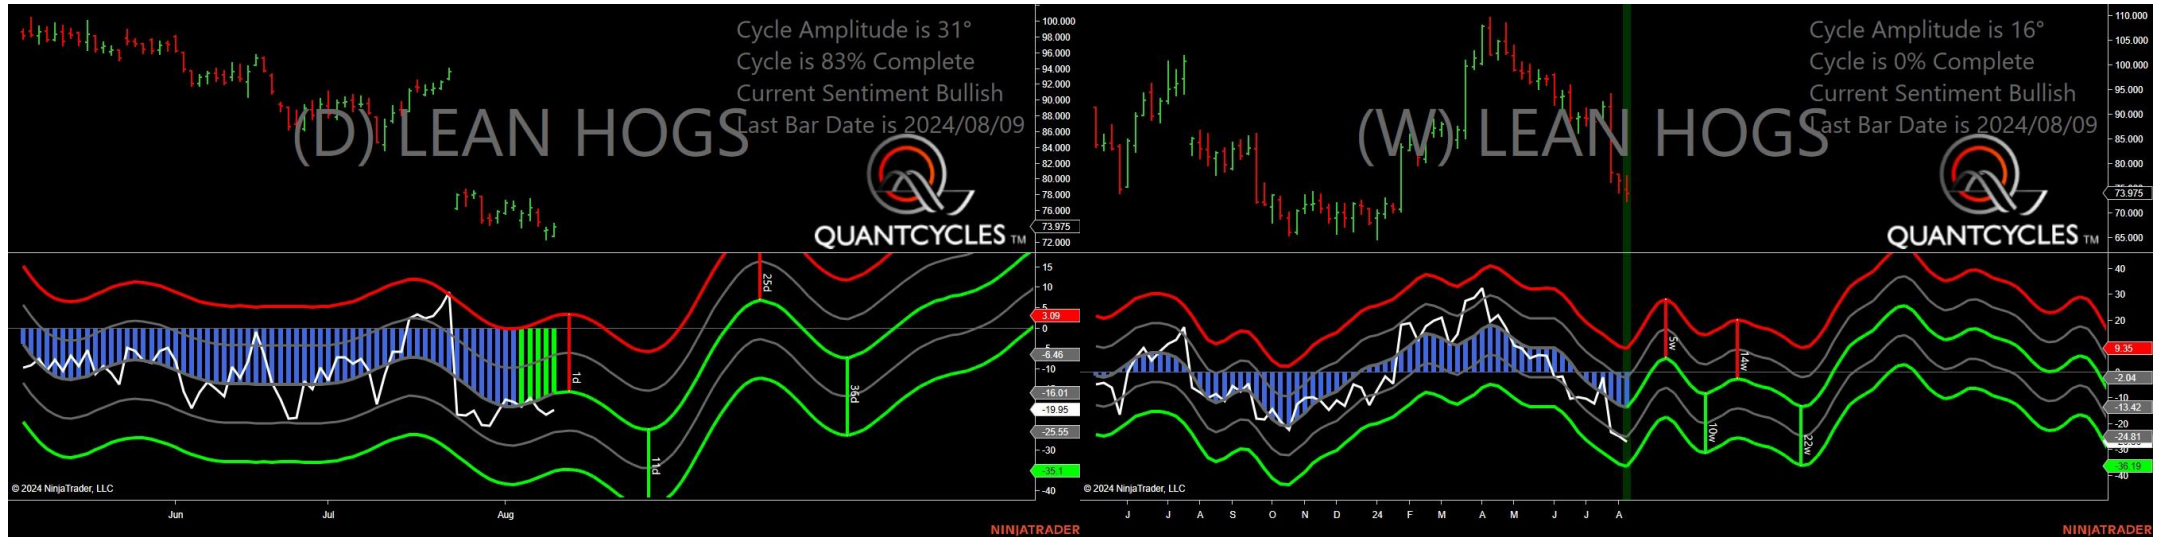 Cycle Amplitude is 31°
Cycle is 83% Complete
Current Sentiment Bullish
Last Bar Date is 2024/08/09
(D) LEAN HOGS
QUANTCYCLES TM
100.000
98.000
96.000
94.000
92.000
90.000
88.000
86.000
84.000
82.000
80.000
78.000
76.000
73.975
72.000
15
10
5
3.09
0
-6.46
-10
-16.01
-19.95
-25.55
-30
-35.1
-40
1d
11d
25d
36d
© 2024 NinjaTrader, LLC
Jun
Jul
Aug
NINJATRADER
Cycle Amplitude is 16°
Cycle is 0% Complete
Current Sentiment Bullish
Last Bar Date is 2024/08/09
(W) LEAN HOGS
QUANTCYCLES TM
110.000
105.000
100.000
95.000
90.000
85.000
80.000
73.975
70.000
65.000
40
30
20
9.35
-2.04
-10
-13.42
-20
-24.81
-30
-36.19
-40
5w
10w
14w
22w
© 2024 NinjaTrader, LLC
J
J
A
S
O
N
D
24
F
M
A
M
J
J
A
NINJATRADER